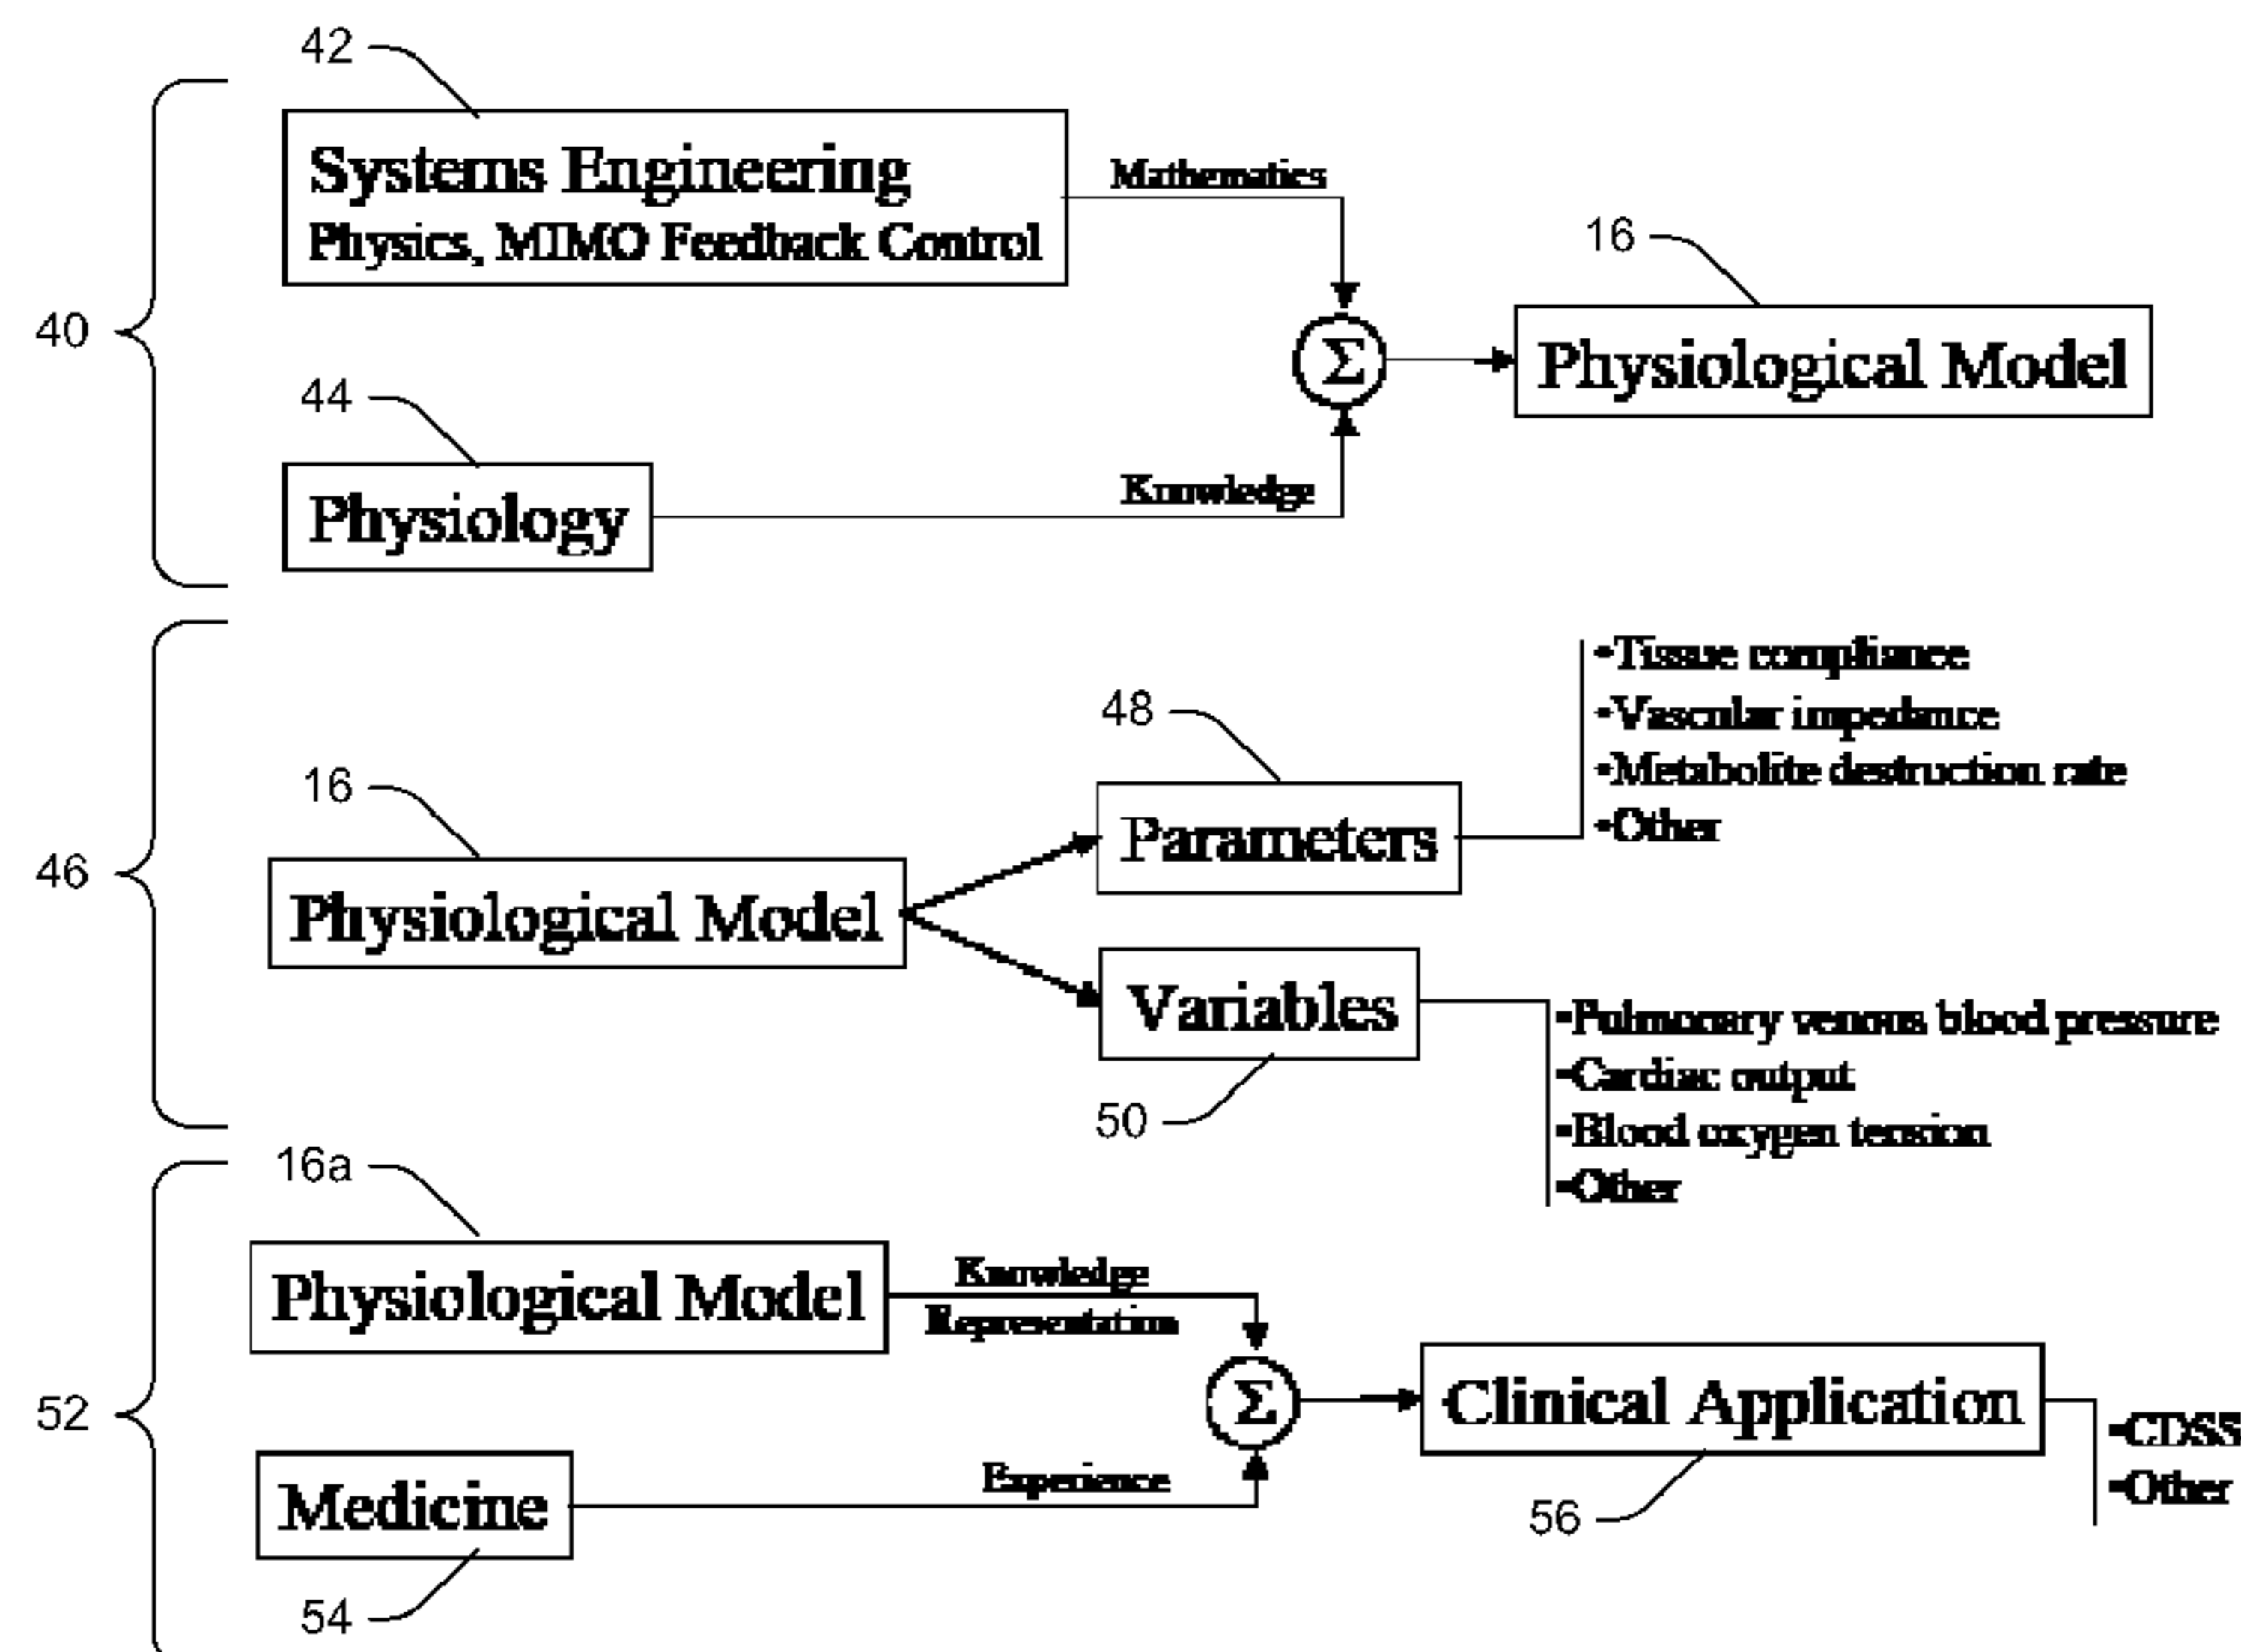 42
Systems Engineering
Physics, MIMO Feedback Control
Mathematics
16
40
Σ
Physiological Model
44
Physiology
Knowledge
•Tissue compliance
•Vascular impedance
•Metabolite destruction rate
•Other
48
Parameters
16
46
Physiological Model
Variables
50
•Pulmonary venous blood pressure
•Cardiac output
•Blood oxygen tension
•Other
16a
Physiological Model
Knowledge
Representation
52
Σ
Clinical Application
•CDSS
•Other
Medicine
Experience
56
54